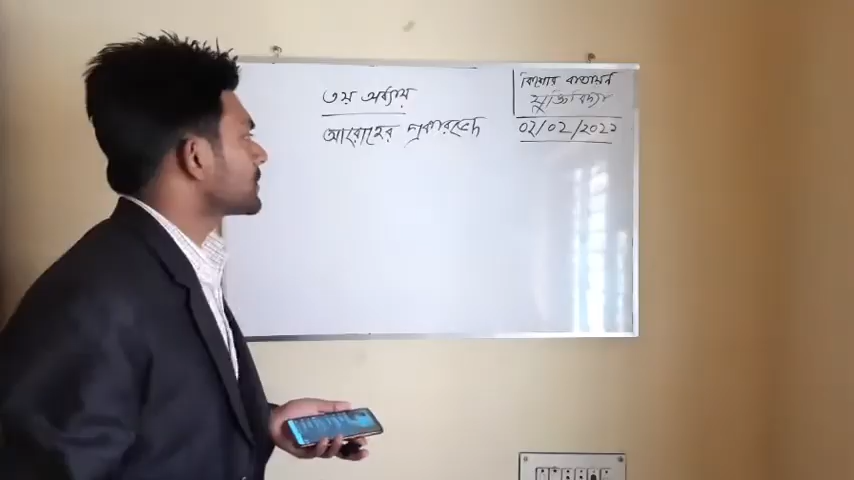 ৩য় অধ্যায়
আরোহের প্রকারভেদ
কিশোর বাতায়ন
যুক্তিবিদ্যা
02/02/2022